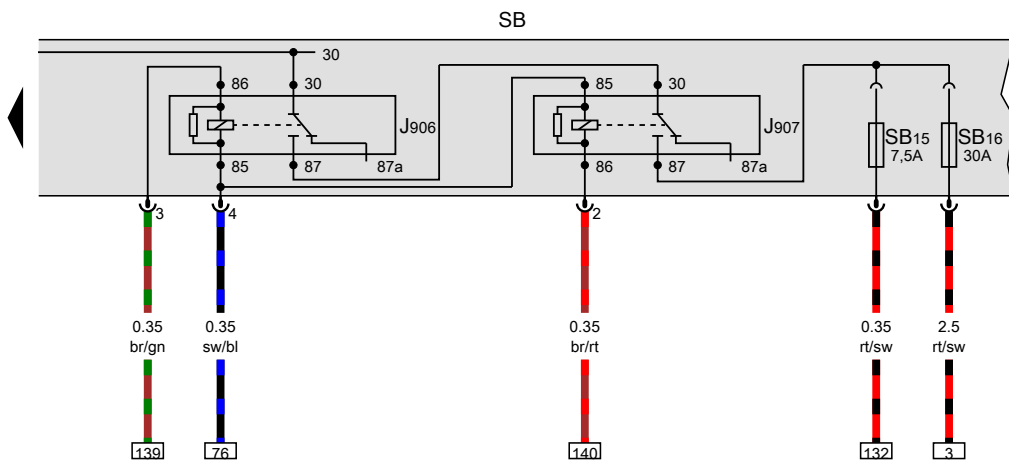 SB
30
86 30 85 30
J906 J907 SB15 SB16
7,5A 30A
85 87 87a 86 87 87a
3 4 2
0.35 0.35 0.35 0.35 2.5
br/gn sw/bl br/rt rt/sw rt/sw
139 76 140 132 3